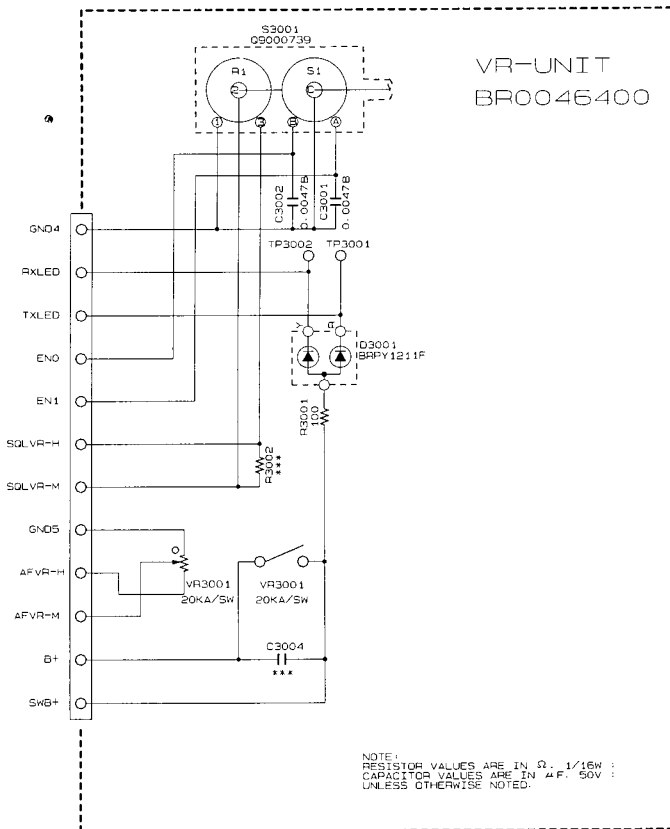 S3001
Q9000739
VR-UNIT
BR0046400
R1
S1
2
C
1
3
B
A
C3002
0.0047B
C3001
0.0047B
GND4
TP3002
TP3001
RXLED
TXLED
Y
R
D3001
BRPY1211F
EN0
EN1
R3001
100
SQLVR-H
R3002
***
SQLVR-M
GND5
AFVR-H
VR3001
20KA/SW
VR3001
20KA/SW
AFVR-M
C3004
***
B+
SWB+
NOTE:
RESISTOR VALUES ARE IN Ω. 1/16W :
CAPACITOR VALUES ARE IN μF. 50V :
UNLESS OTHERWISE NOTED.